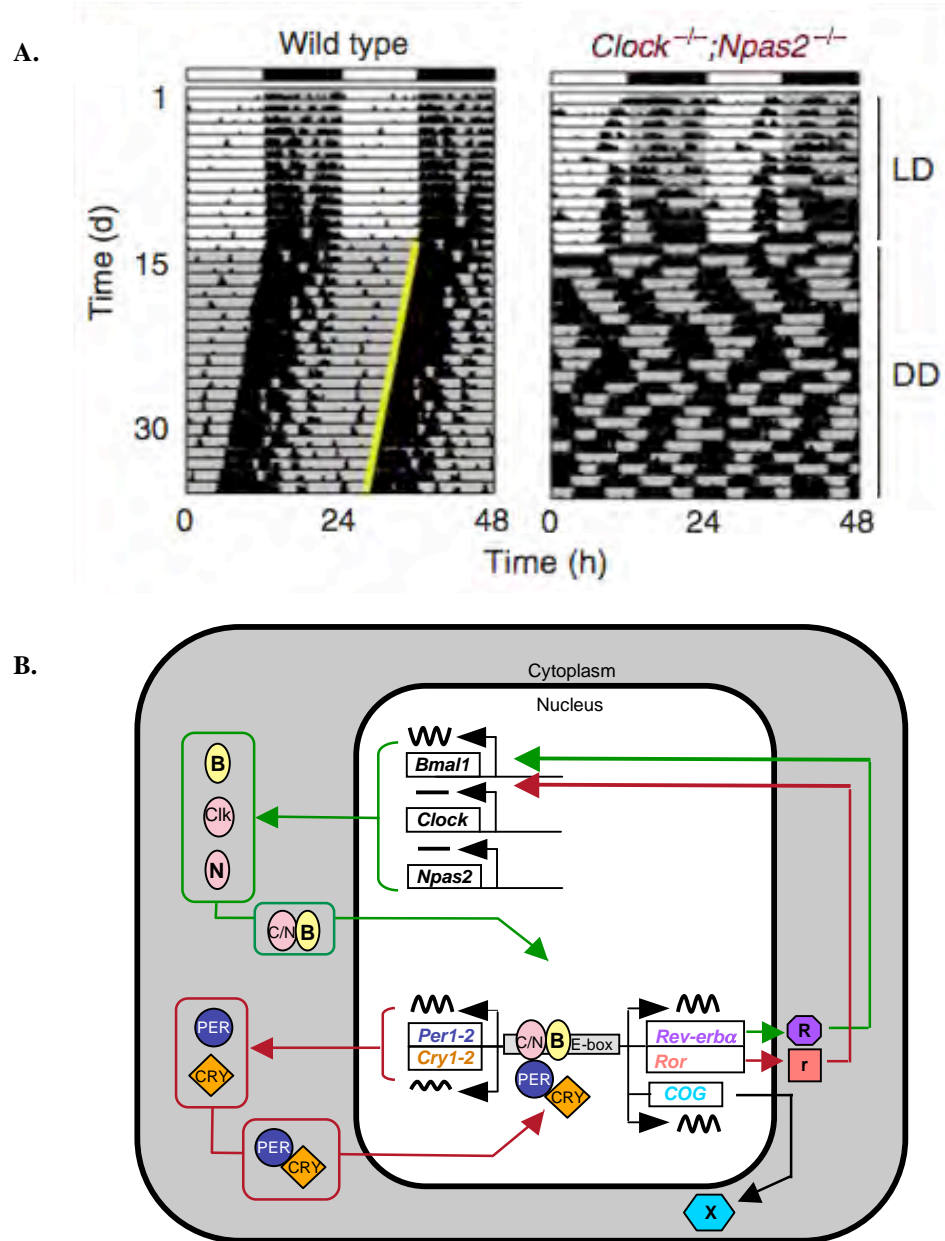 A.
Wild type
Clock⁻/⁻;Npas2⁻/⁻
1
15
30
Time (d)
LD
DD
0 24 48
0 24 48
Time (h)
B.
Cytoplasm
Nucleus
B
Clk
N
Bmal1
Clock
Npas2
C/N B
PER
CRY
Per1-2
Cry1-2
C/N B E-box
PER
CRY
Rev-erbα
Ror
R
r
COG
PER
CRY
X